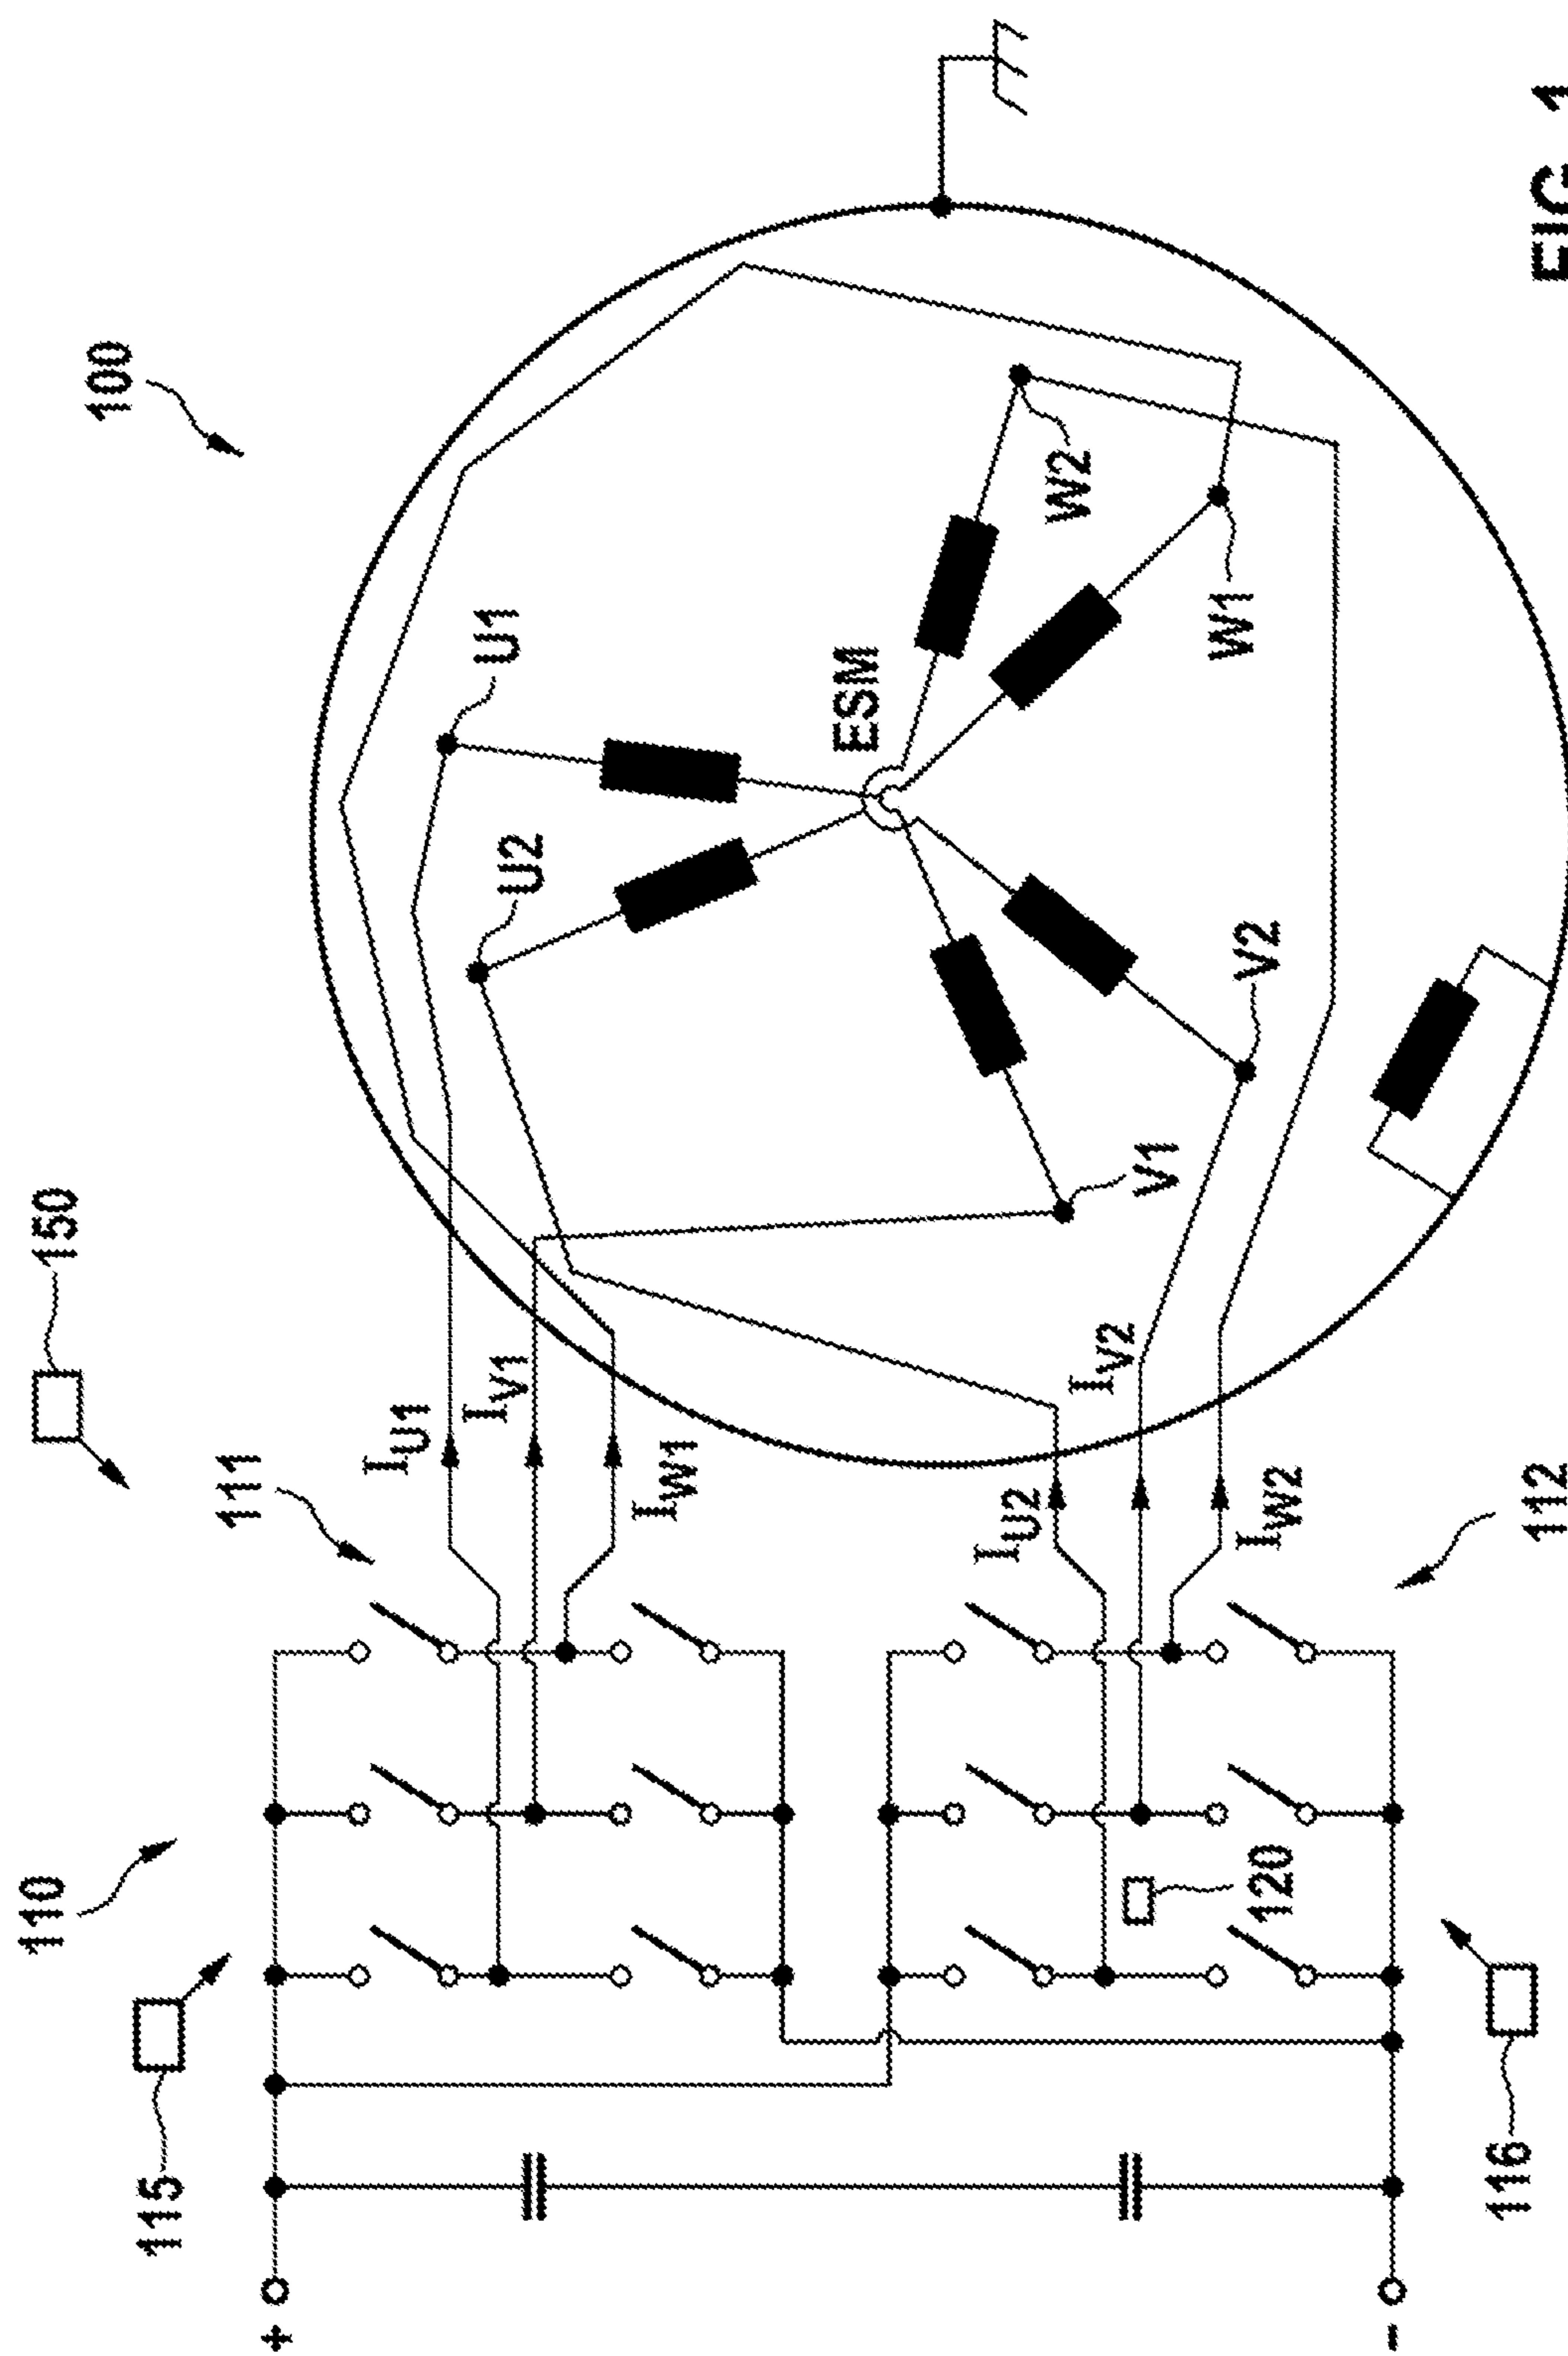 100
150
110
111
115
+
I_U1
I_V1
I_W1
U1
U2
ESM
W2
W1
V1
V2
I_U2
I_V2
I_W2
120
112
116
-
FIG. 1